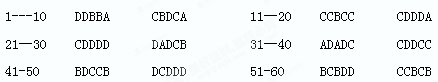 1---10 DDBBA CBDCA 11—20 CCBCC CDDDA
21—30 CDDDD DADCB 31—40 ADADC CDDCC
41-50 BDCCB DCDDD 51-60 BCBDD CCBCB